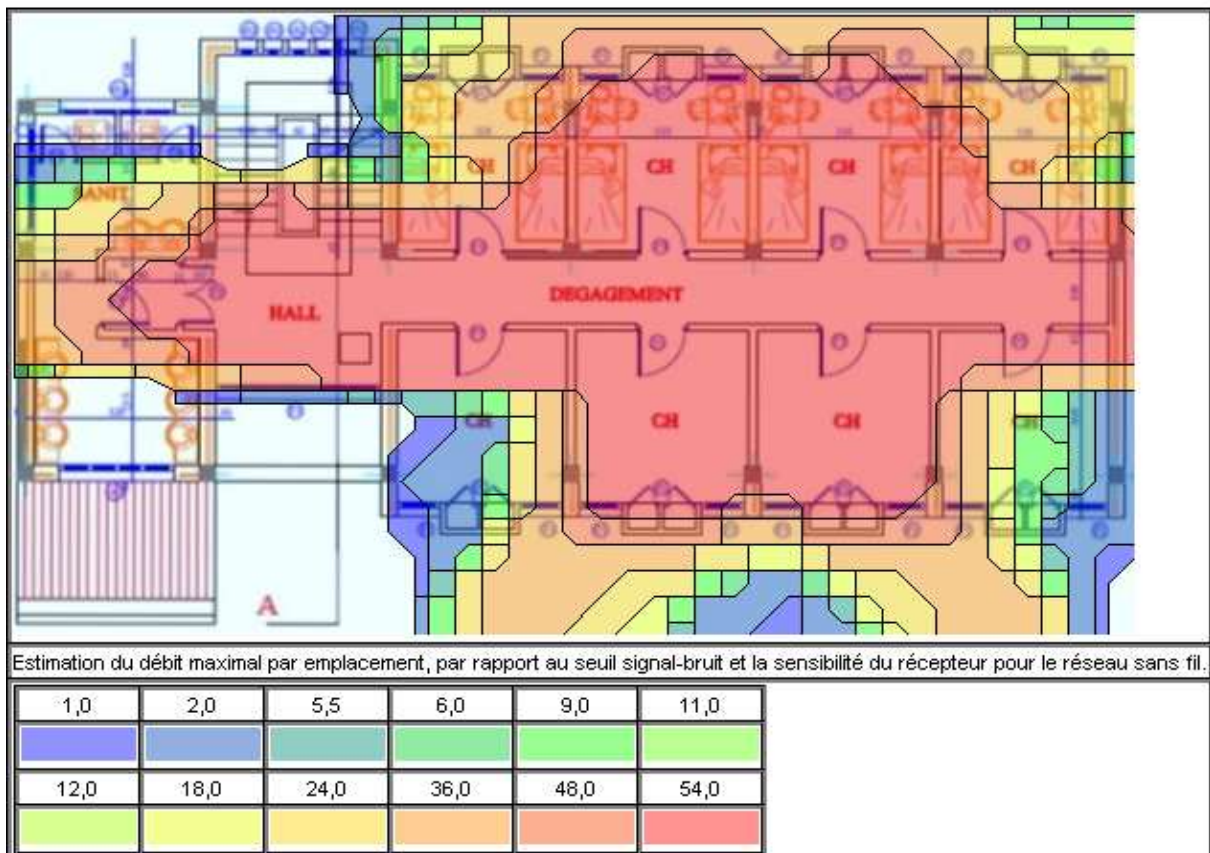 SANIT
CH
CH
CH
CH
HALL
DEGAGEMENT
CH
CH
CH
CH
A
Estimation du débit maximal par emplacement, par rapport au seuil signal-bruit et la sensibilité du récepteur pour le réseau sans fil.
1,0 2,0 5,5 6,0 9,0 11,0
12,0 18,0 24,0 36,0 48,0 54,0